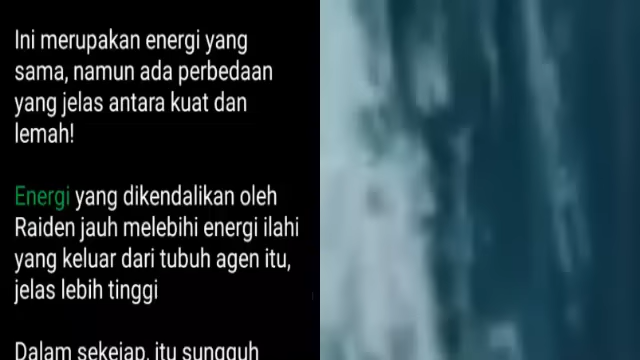 Ini merupakan energi yang
sama, namun ada perbedaan
yang jelas antara kuat dan
lemah!
Energi yang dikendalikan oleh
Raiden jauh melebihi energi ilahi
yang keluar dari tubuh agen itu,
jelas lebih tinggi
Dalam sekejap, itu sungguh